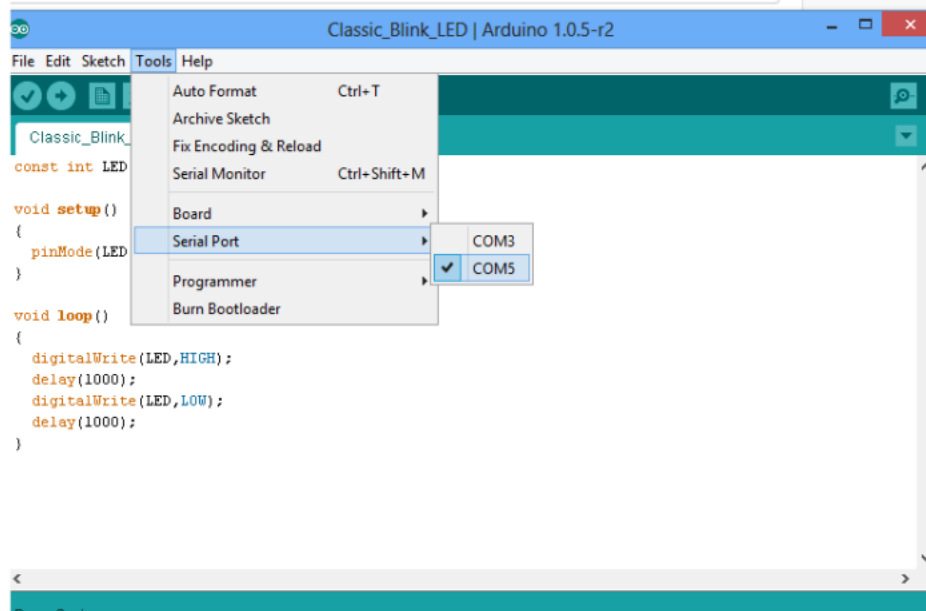 Classic_Blink_LED | Arduino 1.0.5-r2
File Edit Sketch Tools Help
Auto Format Ctrl+T
Archive Sketch
Fix Encoding & Reload
Serial Monitor Ctrl+Shift+M
Board
Serial Port
Programmer
Burn Bootloader
COM3
COM5
Classic_Blink_
const int LED
void setup()
{
pinMode(LED
}
void loop()
{
digitalWrite(LED,HIGH);
delay(1000);
digitalWrite(LED,LOW);
delay(1000);
}